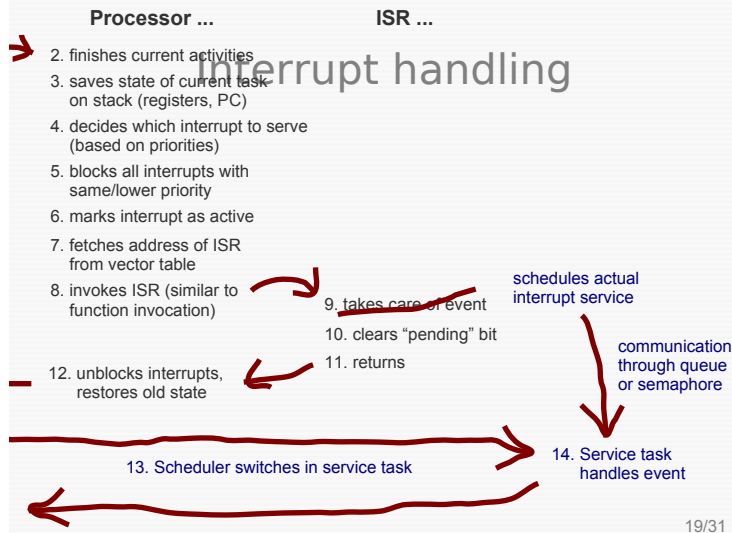 Processor ...
ISR ...
Interrupt handling
2. finishes current activities
3. saves state of current task
on stack (registers, PC)
4. decides which interrupt to serve
(based on priorities)
5. blocks all interrupts with
same/lower priority
6. marks interrupt as active
7. fetches address of ISR
from vector table
8. invokes ISR (similar to
function invocation)
9. takes care of event
10. clears “pending” bit
11. returns
schedules actual
interrupt service
communication
through queue
or semaphore
12. unblocks interrupts,
restores old state
13. Scheduler switches in service task
14. Service task
handles event
19/31